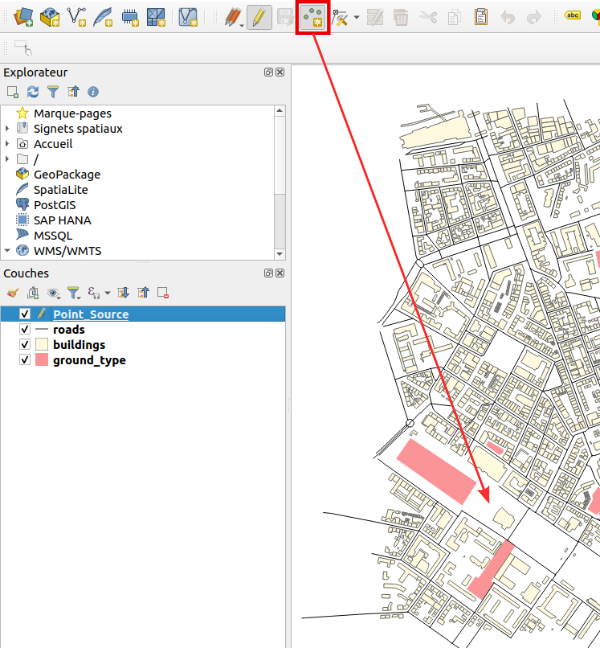 abc
Explorateur
Marque-pages
Signets spatiaux
Accueil
/
GeoPackage
SpatiaLite
PostGIS
SAP HANA
MSSQL
WMS/WMTS
Couches
Point_Source
roads
buildings
ground_type